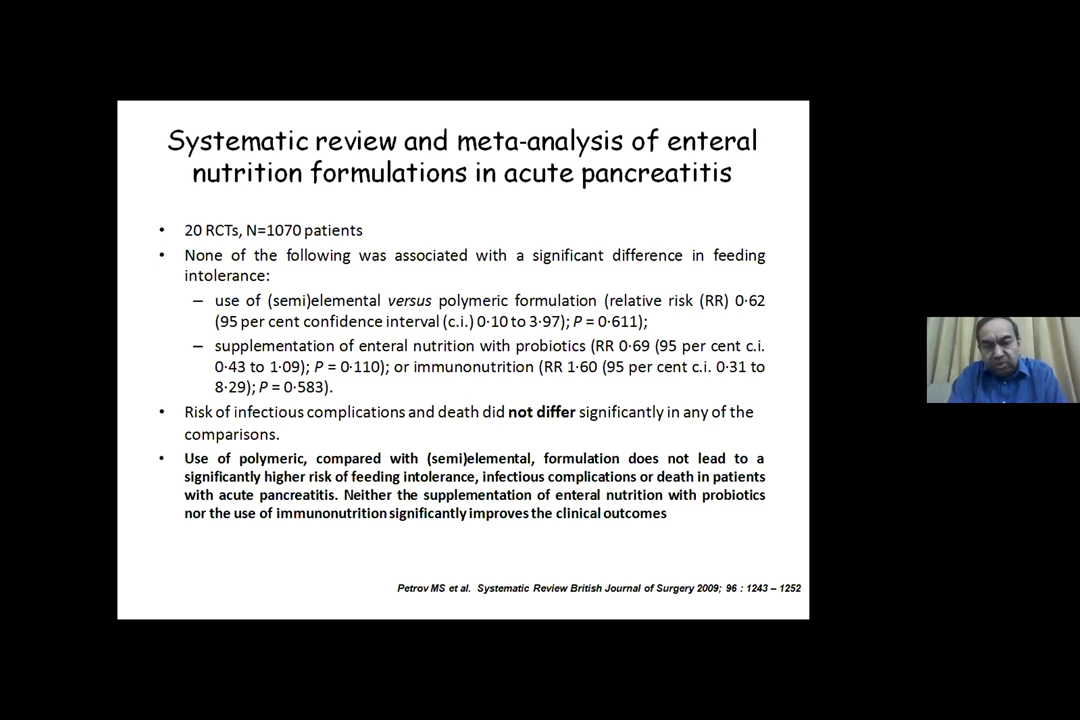 Systematic review and meta-analysis of enteral
nutrition formulations in acute pancreatitis
• 20 RCTs, N=1070 patients
• None of the following was associated with a significant difference in feeding
intolerance:
– use of (semi)elemental versus polymeric formulation (relative risk (RR) 0·62
(95 per cent confidence interval (c.i.) 0·10 to 3·97); P = 0·611);
– supplementation of enteral nutrition with probiotics (RR 0·69 (95 per cent c.i.
0·43 to 1·09); P = 0·110); or immunonutrition (RR 1·60 (95 per cent c.i. 0·31 to
8·29); P = 0·583).
• Risk of infectious complications and death did not differ significantly in any of the
comparisons.
• Use of polymeric, compared with (semi)elemental, formulation does not lead to a
significantly higher risk of feeding intolerance, infectious complications or death in patients
with acute pancreatitis. Neither the supplementation of enteral nutrition with probiotics
nor the use of immunonutrition significantly improves the clinical outcomes
Petrov MS et al. Systematic Review British Journal of Surgery 2009; 96 : 1243 – 1252